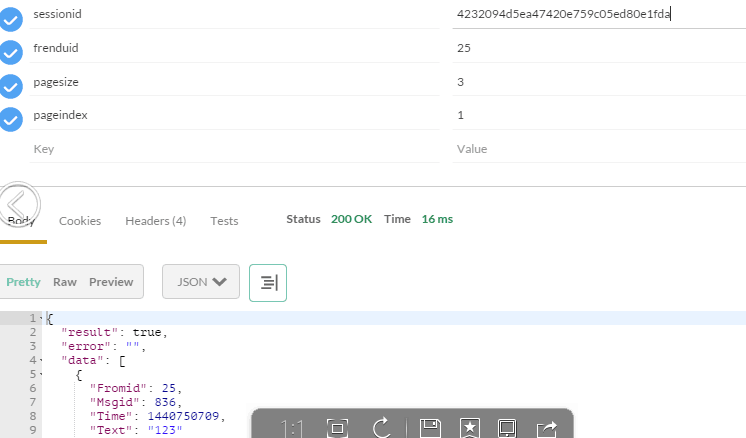 sessionid 4232094d5ea47420e759c05ed80e1fda
frenduid 25
pagesize 3
pageindex 1
Key Value
Body Cookies Headers (4) Tests Status 200 OK Time 16 ms
Pretty Raw Preview JSON
1 {
2 "result": true,
3 "error": "",
4 "data": [
5 {
6 "Fromid": 25,
7 "Msgid": 836,
8 "Time": 1440750709,
9 "Text": "123"
1:1